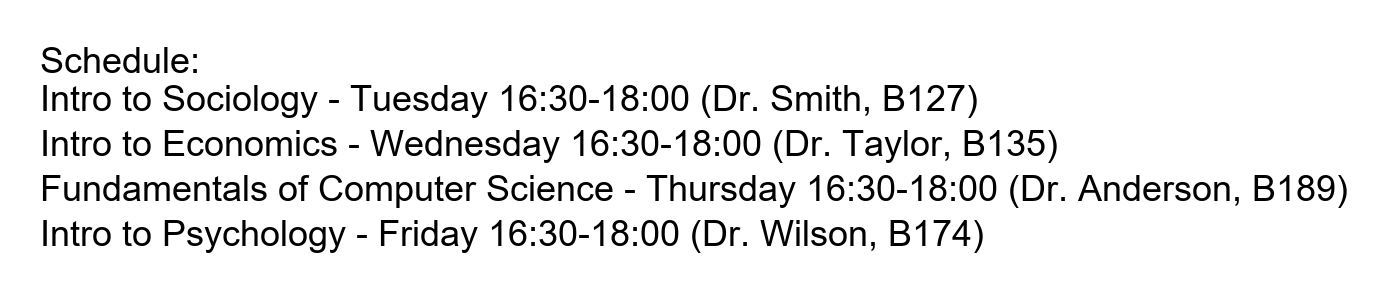 Schedule:
Intro to Sociology - Tuesday 16:30-18:00 (Dr. Smith, B127)
Intro to Economics - Wednesday 16:30-18:00 (Dr. Taylor, B135)
Fundamentals of Computer Science - Thursday 16:30-18:00 (Dr. Anderson, B189)
Intro to Psychology - Friday 16:30-18:00 (Dr. Wilson, B174)